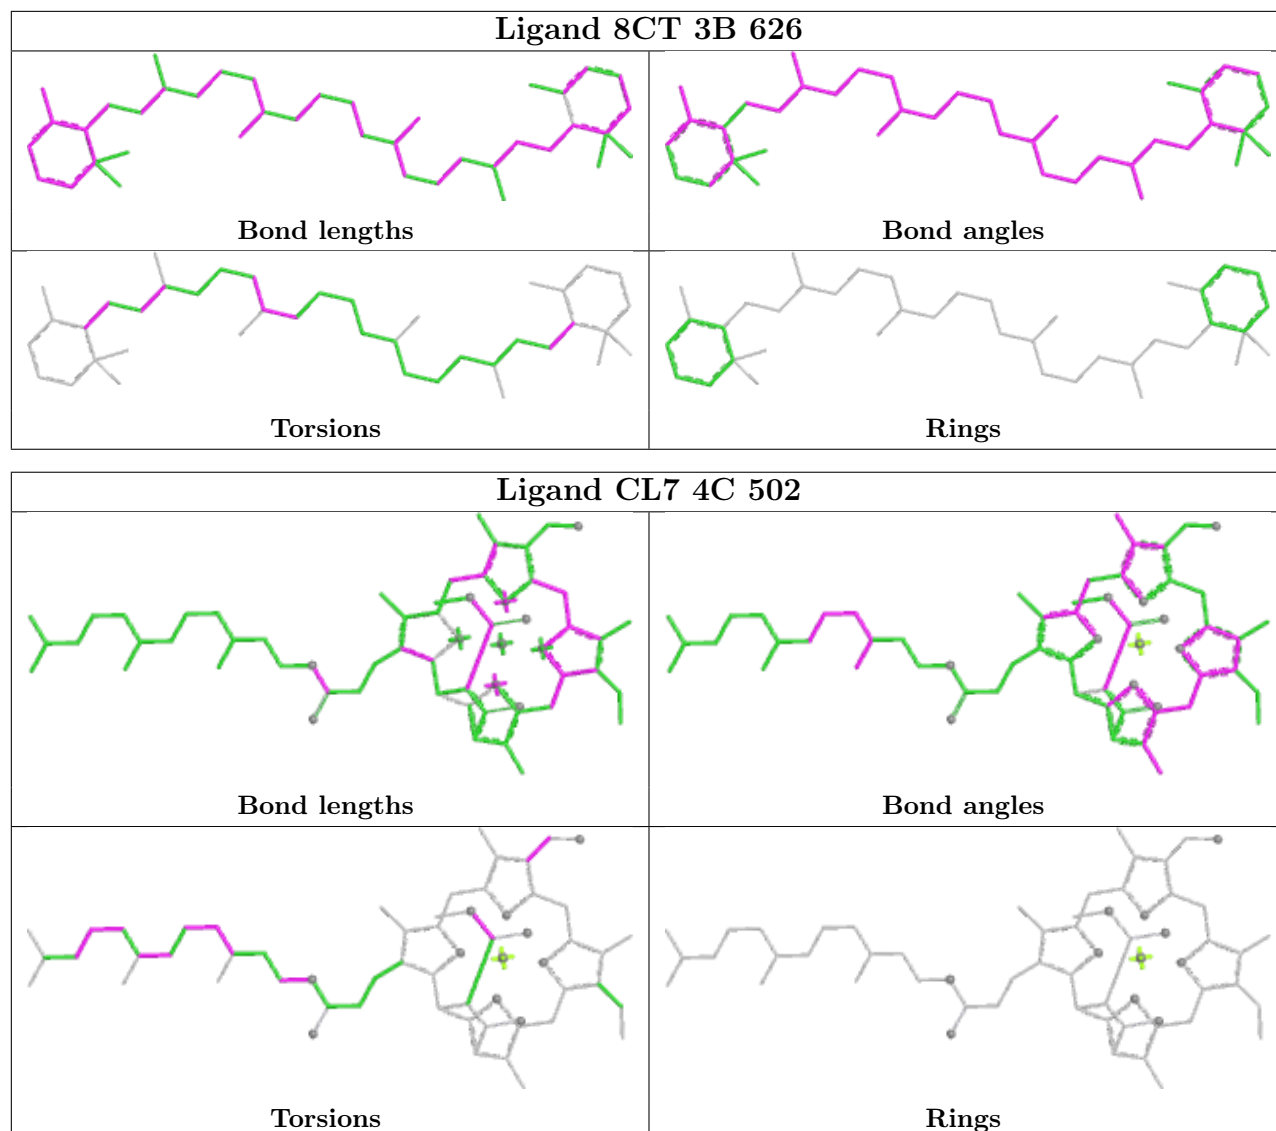 Ligand 8CT 3B 626
Bond lengths
Bond angles
Torsions
Rings
Ligand CL7 4C 502
Bond lengths
Bond angles
Torsions
Rings